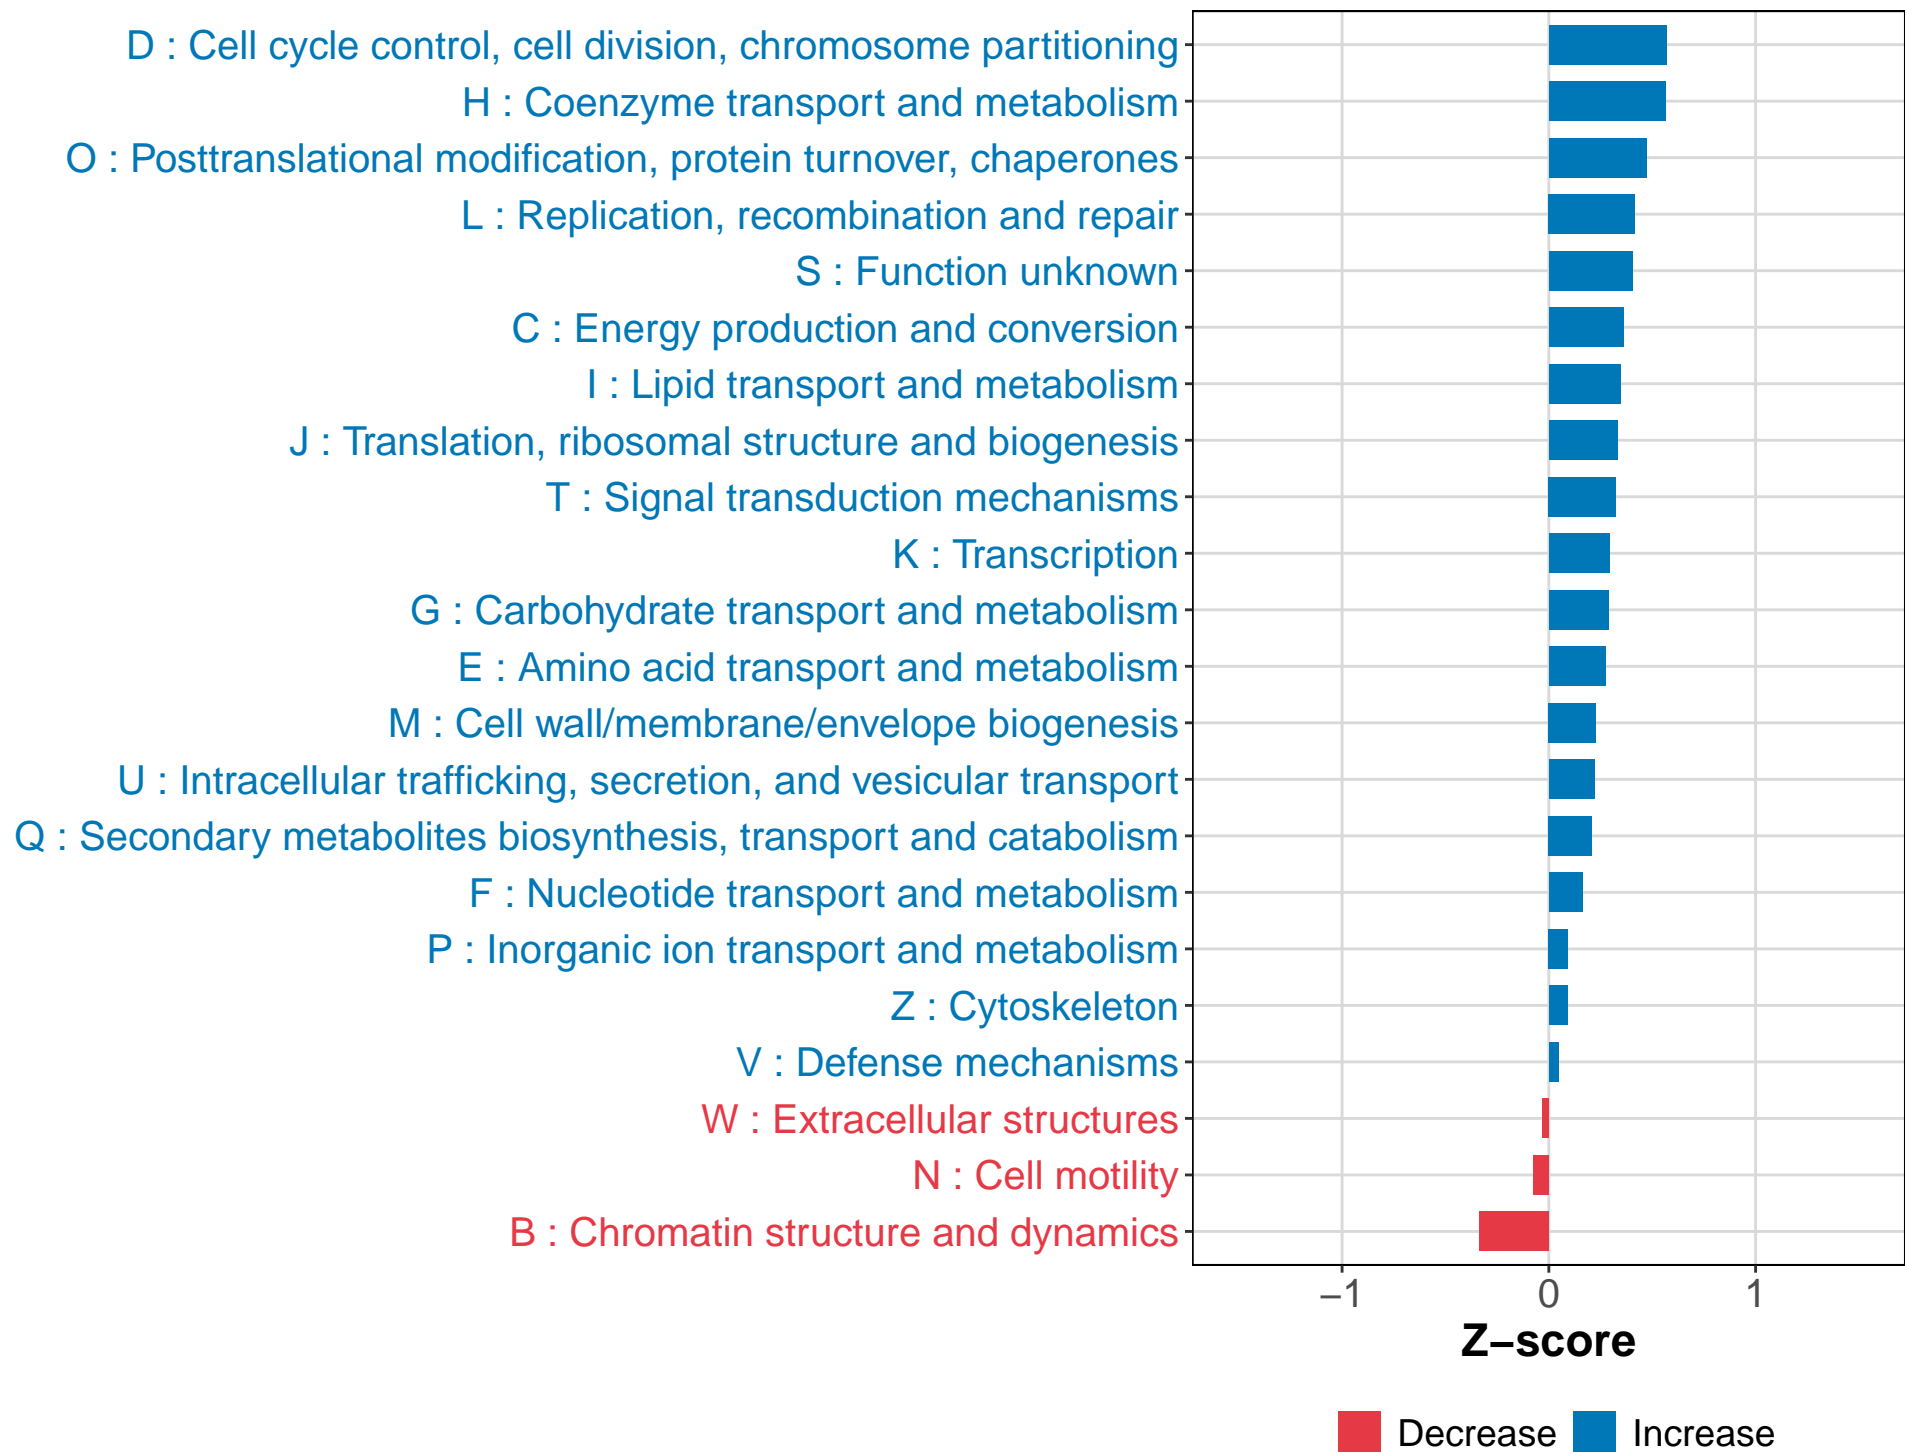 D : Cell cycle control, cell division, chromosome partitioning
H : Coenzyme transport and metabolism
O : Posttranslational modification, protein turnover, chaperones
L : Replication, recombination and repair
S : Function unknown
C : Energy production and conversion
I : Lipid transport and metabolism
J : Translation, ribosomal structure and biogenesis
T : Signal transduction mechanisms
K : Transcription
G : Carbohydrate transport and metabolism
E : Amino acid transport and metabolism
M : Cell wall/membrane/envelope biogenesis
U : Intracellular trafficking, secretion, and vesicular transport
Q : Secondary metabolites biosynthesis, transport and catabolism
F : Nucleotide transport and metabolism
P : Inorganic ion transport and metabolism
Z : Cytoskeleton
V : Defense mechanisms
W : Extracellular structures
N : Cell motility
B : Chromatin structure and dynamics
−1 0 1
Z−score
Decrease Increase